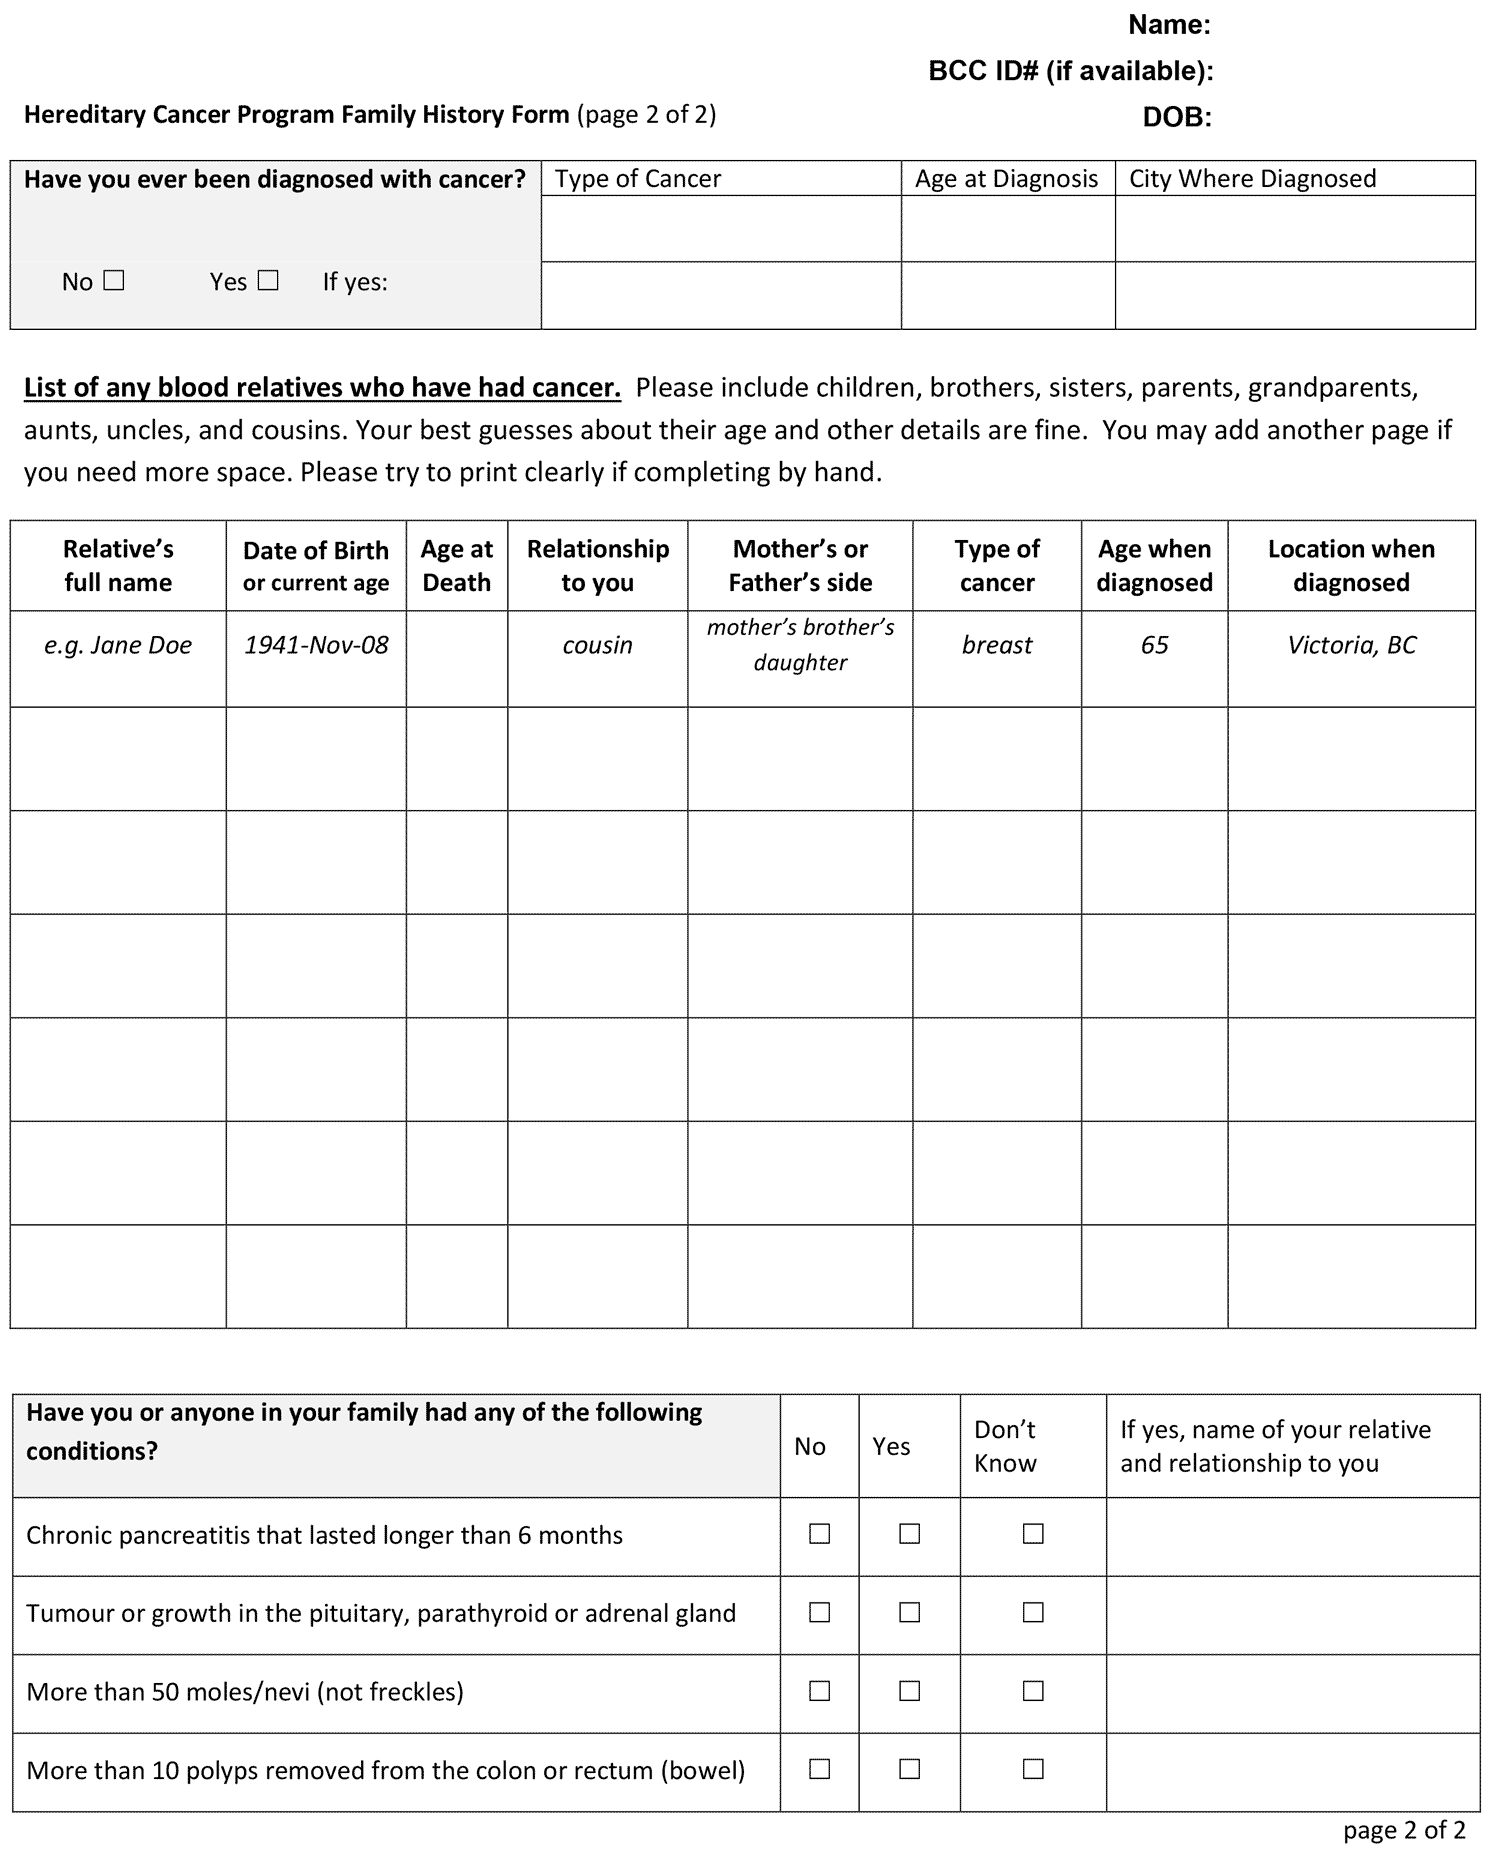 Name:
BCC ID# (if available):
Hereditary Cancer Program Family History Form (page 2 of 2)
DOB:
Have you ever been diagnosed with cancer?
Type of Cancer
Age at Diagnosis
City Where Diagnosed
No ☐ Yes ☐ If yes:
List of any blood relatives who have had cancer. Please include children, brothers, sisters, parents, grandparents,
aunts, uncles, and cousins. Your best guesses about their age and other details are fine. You may add another page if
you need more space. Please try to print clearly if completing by hand.
Relative’s
full name
Date of Birth
or current age
Age at
Death
Relationship
to you
Mother’s or
Father’s side
Type of
cancer
Age when
diagnosed
Location when
diagnosed
e.g. Jane Doe
1941-Nov-08
cousin
mother’s brother’s
daughter
breast
65
Victoria, BC
Have you or anyone in your family had any of the following
conditions?
No
Yes
Don’t
Know
If yes, name of your relative
and relationship to you
Chronic pancreatitis that lasted longer than 6 months ☐ ☐ ☐
Tumour or growth in the pituitary, parathyroid or adrenal gland ☐ ☐ ☐
More than 50 moles/nevi (not freckles) ☐ ☐ ☐
More than 10 polyps removed from the colon or rectum (bowel) ☐ ☐ ☐
page 2 of 2